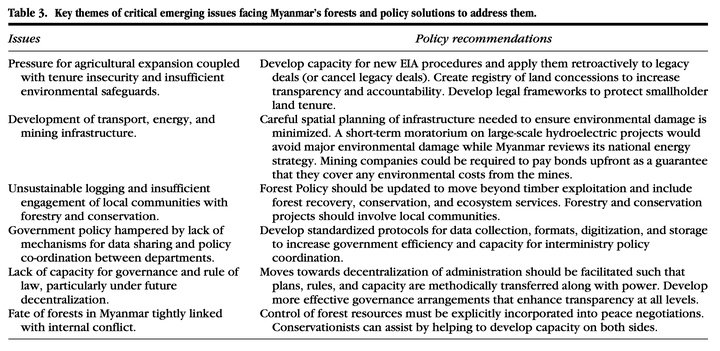 Table 3. Key themes of critical emerging issues facing Myanmar's forests and policy solutions to address them.
Issues Policy recommendations
Pressure for agricultural expansion coupled Develop capacity for new EIA procedures and apply them retroactively to legacy
with tenure insecurity and insufficient deals (or cancel legacy deals). Create registry of land concessions to increase
environmental safeguards. transparency and accountability. Develop legal frameworks to protect smallholder
land tenure.
Development of transport, energy, and Careful spatial planning of infrastructure needed to ensure environmental damage is
mining infrastructure. minimized. A short-term moratorium on large-scale hydroelectric projects would
avoid major environmental damage while Myanmar reviews its national energy
strategy. Mining companies could be required to pay bonds upfront as a guarantee
that they cover any environmental costs from the mines.
Unsustainable logging and insufficient Forest Policy should be updated to move beyond timber exploitation and include
engagement of local communities with forest recovery, conservation, and ecosystem services. Forestry and conservation
forestry and conservation. projects should involve local communities.
Government policy hampered by lack of Develop standardized protocols for data collection, formats, digitization, and storage
mechanisms for data sharing and policy to increase government efficiency and capacity for interministry policy
co-ordination between departments. coordination.
Lack of capacity for governance and rule of Moves towards decentralization of administration should be facilitated such that
law, particularly under future plans, rules, and capacity are methodically transferred along with power. Develop
decentralization. more effective governance arrangements that enhance transparency at all levels.
Fate of forests in Myanmar tightly linked Control of forest resources must be explicitly incorporated into peace negotiations.
with internal conflict. Conservationists can assist by helping to develop capacity on both sides.